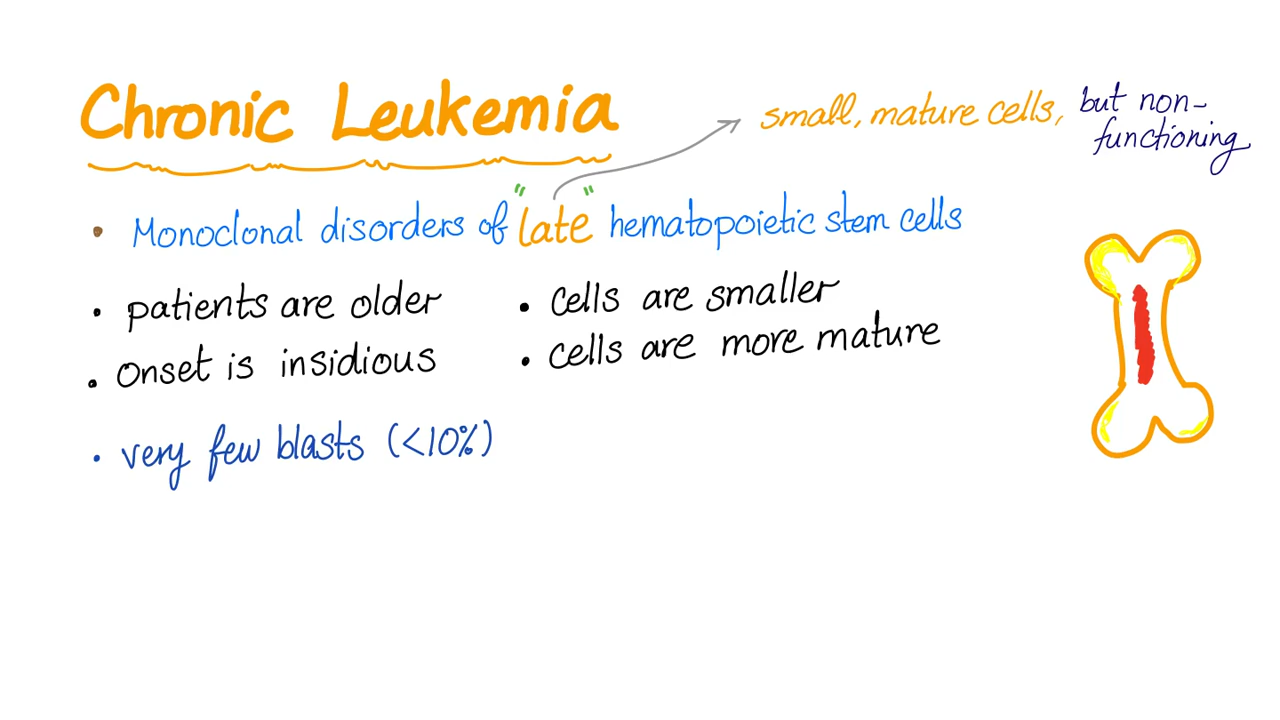 Chronic Leukemia
small, mature cells, but non-
functioning
• Monoclonal disorders of "late" hematopoietic stem cells
• patients are older
• onset is insidious
• cells are smaller
• cells are more mature
• very few blasts (<10%)